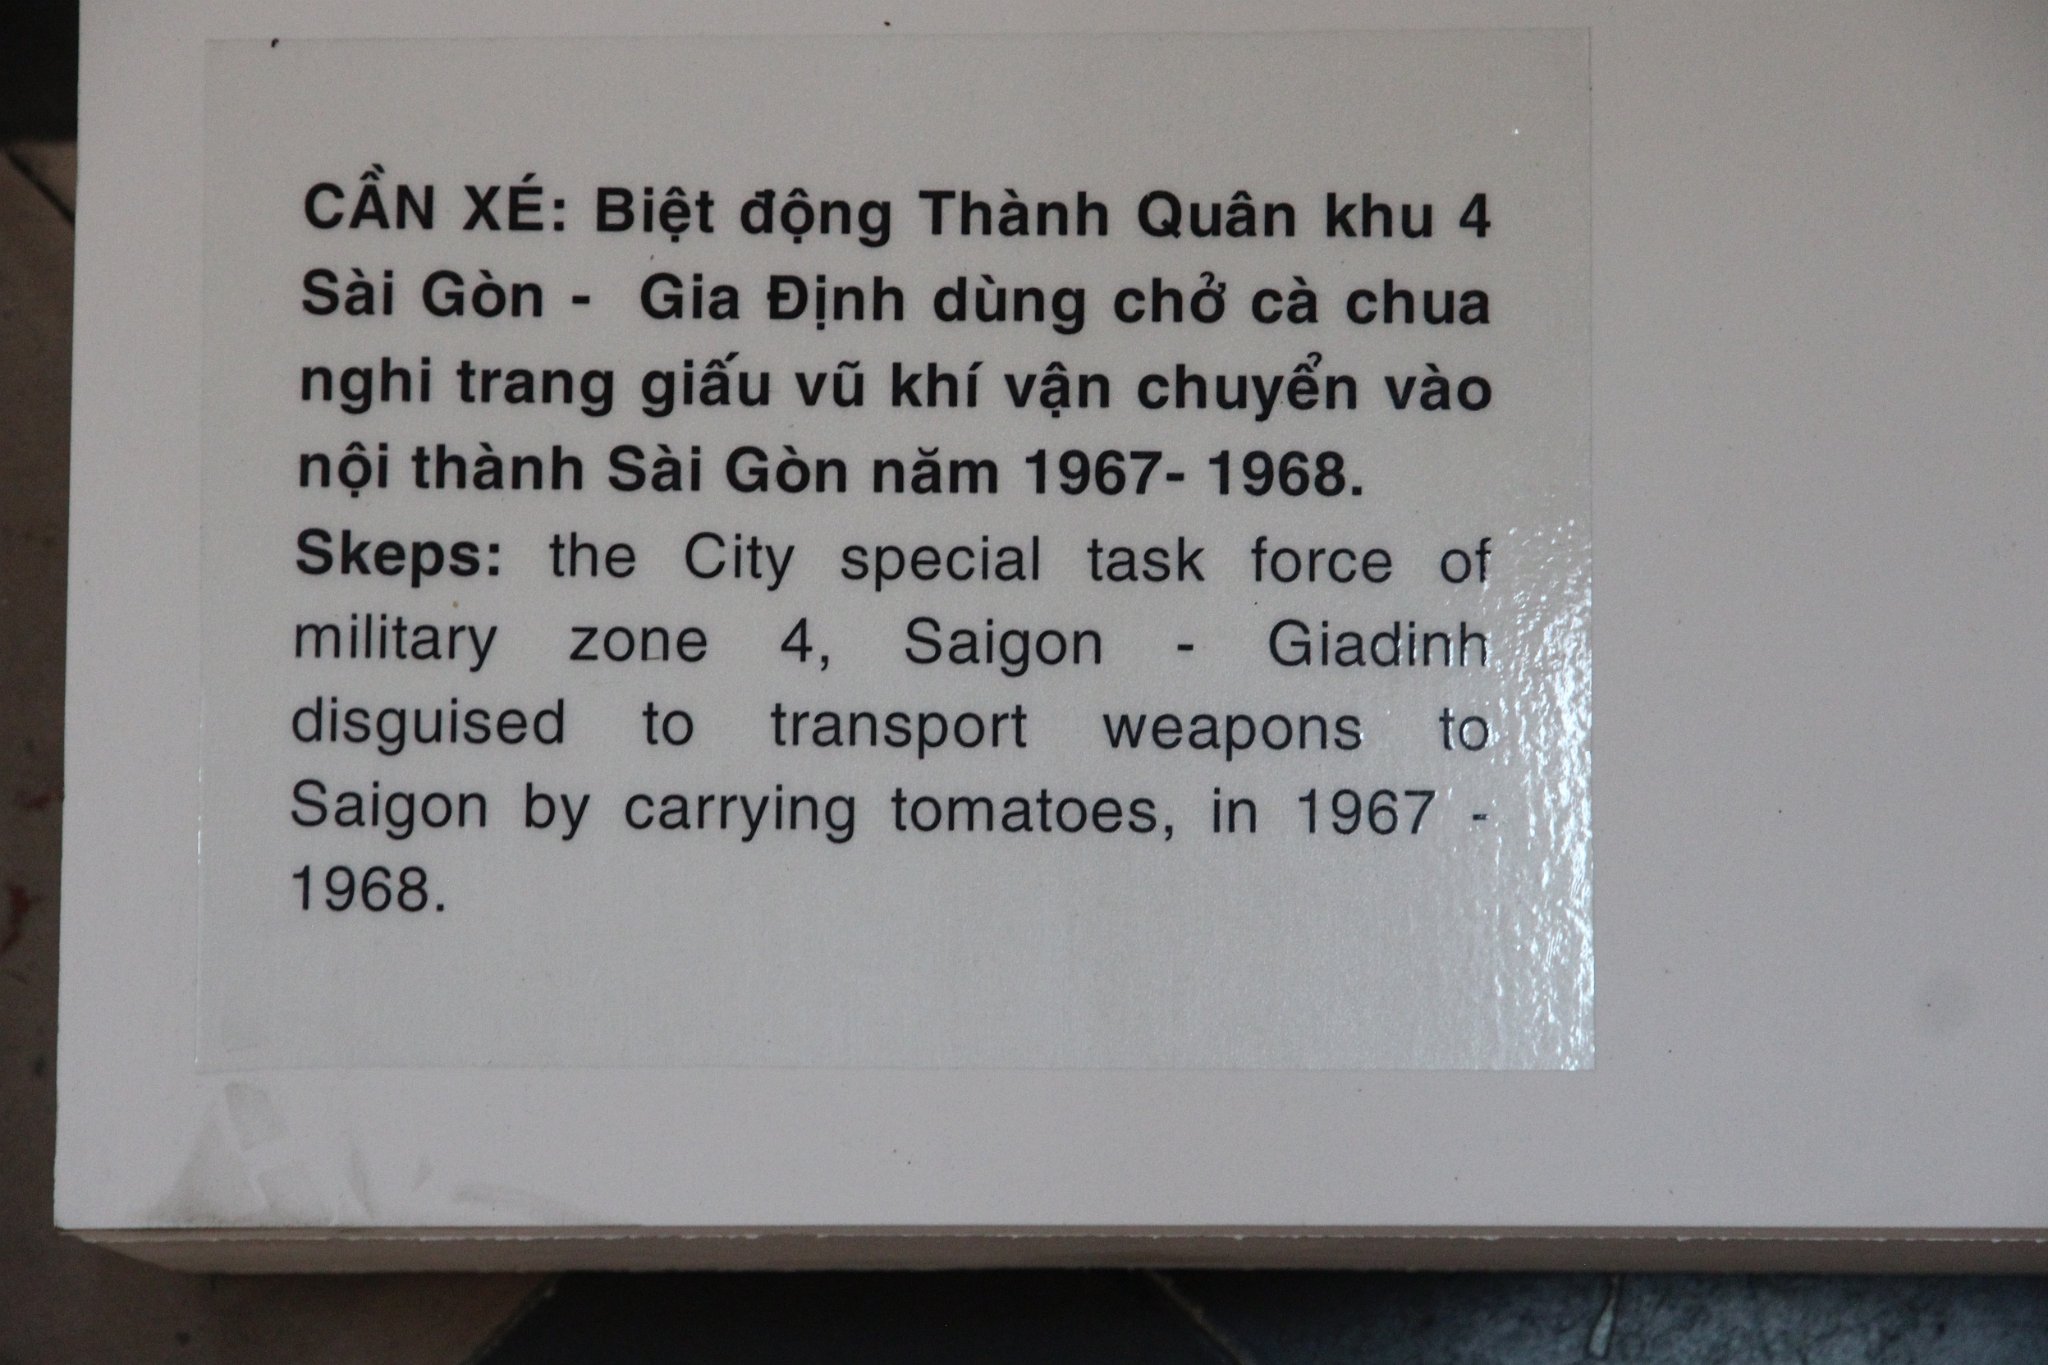 CẦN XÉ: Biệt động Thành Quân khu 4
Sài Gòn - Gia Định dùng chở cà chua
nghi trang giấu vũ khí vận chuyển vào
nội thành Sài Gòn năm 1967- 1968.
Skeps: the City special task force of
military zone 4, Saigon - Giadinh
disguised to transport weapons to
Saigon by carrying tomatoes, in 1967 -
1968.